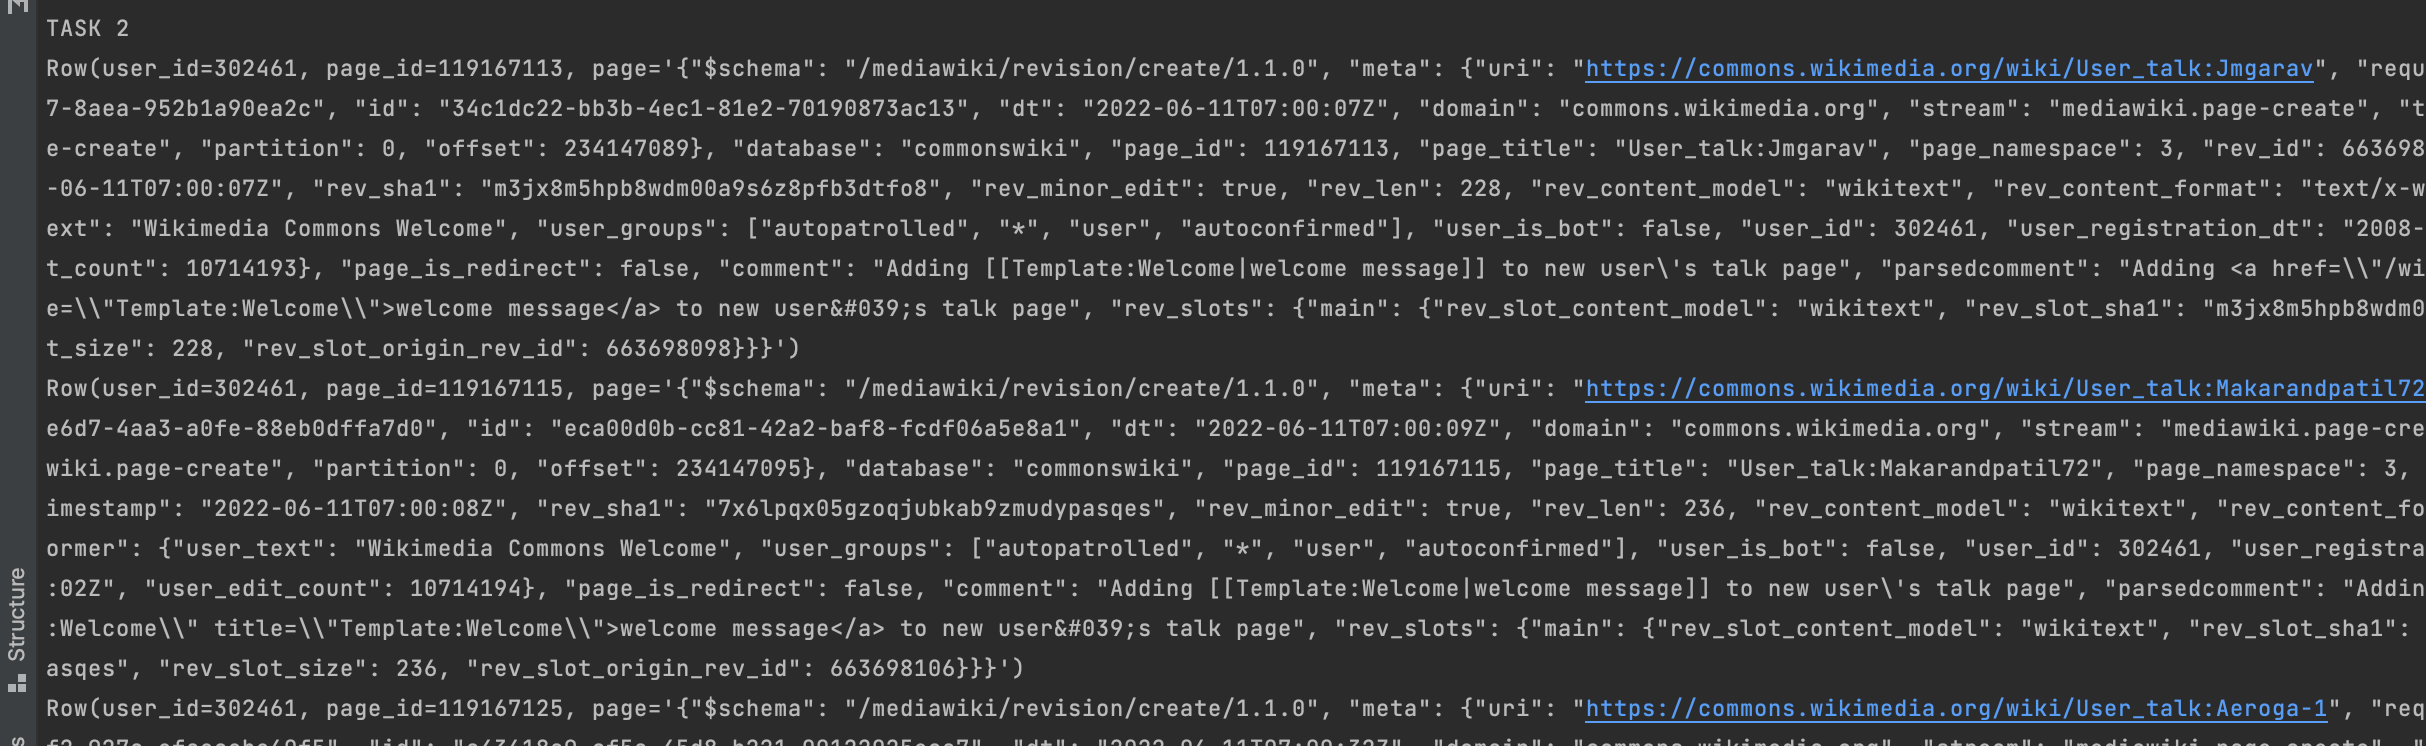 TASK 2
Row(user_id=302461, page_id=119167113, page='{"$schema": "/mediawiki/revision/create/1.1.0", "meta": {"uri": "https://commons.wikimedia.org/wiki/User_talk:Jmgarav", "requ
7-8aea-952b1a90ea2c", "id": "34c1dc22-bb3b-4ec1-81e2-70190873ac13", "dt": "2022-06-11T07:00:07Z", "domain": "commons.wikimedia.org", "stream": "mediawiki.page-create", "t
e-create", "partition": 0, "offset": 234147089}, "database": "commonswiki", "page_id": 119167113, "page_title": "User_talk:Jmgarav", "page_namespace": 3, "rev_id": 663698
-06-11T07:00:07Z", "rev_sha1": "m3jx8m5hpb8wdm00a9s6z8pfb3dtfo8", "rev_minor_edit": true, "rev_len": 228, "rev_content_model": "wikitext", "rev_content_format": "text/x-w
ext": "Wikimedia Commons Welcome", "user_groups": ["autopatrolled", "*", "user", "autoconfirmed"], "user_is_bot": false, "user_id": 302461, "user_registration_dt": "2008-
t_count": 10714193}, "page_is_redirect": false, "comment": "Adding [[Template:Welcome|welcome message]] to new user\'s talk page", "parsedcomment": "Adding <a href=\\"/wi
e=\\"Template:Welcome\\">welcome message</a> to new user&#039;s talk page", "rev_slots": {"main": {"rev_slot_content_model": "wikitext", "rev_slot_sha1": "m3jx8m5hpb8wdm0
t_size": 228, "rev_slot_origin_rev_id": 663698098}}}')
Row(user_id=302461, page_id=119167115, page='{"$schema": "/mediawiki/revision/create/1.1.0", "meta": {"uri": "https://commons.wikimedia.org/wiki/User_talk:Makarandpatil72
e6d7-4aa3-a0fe-88eb0dffa7d0", "id": "eca00d0b-cc81-42a2-baf8-fcdf06a5e8a1", "dt": "2022-06-11T07:00:09Z", "domain": "commons.wikimedia.org", "stream": "mediawiki.page-cre
wiki.page-create", "partition": 0, "offset": 234147095}, "database": "commonswiki", "page_id": 119167115, "page_title": "User_talk:Makarandpatil72", "page_namespace": 3,
imestamp": "2022-06-11T07:00:08Z", "rev_sha1": "7x6lpqx05gzoqjubkab9zmudypasqes", "rev_minor_edit": true, "rev_len": 236, "rev_content_model": "wikitext", "rev_content_fo
ormer": {"user_text": "Wikimedia Commons Welcome", "user_groups": ["autopatrolled", "*", "user", "autoconfirmed"], "user_is_bot": false, "user_id": 302461, "user_registra
:02Z", "user_edit_count": 10714194}, "page_is_redirect": false, "comment": "Adding [[Template:Welcome|welcome message]] to new user\'s talk page", "parsedcomment": "Addin
:Welcome\\" title=\\"Template:Welcome\\">welcome message</a> to new user&#039;s talk page", "rev_slots": {"main": {"rev_slot_content_model": "wikitext", "rev_slot_sha1":
asqes", "rev_slot_size": 236, "rev_slot_origin_rev_id": 663698106}}}')
Row(user_id=302461, page_id=119167125, page='{"$schema": "/mediawiki/revision/create/1.1.0", "meta": {"uri": "https://commons.wikimedia.org/wiki/User_talk:Aeroga-1", "req
Structure